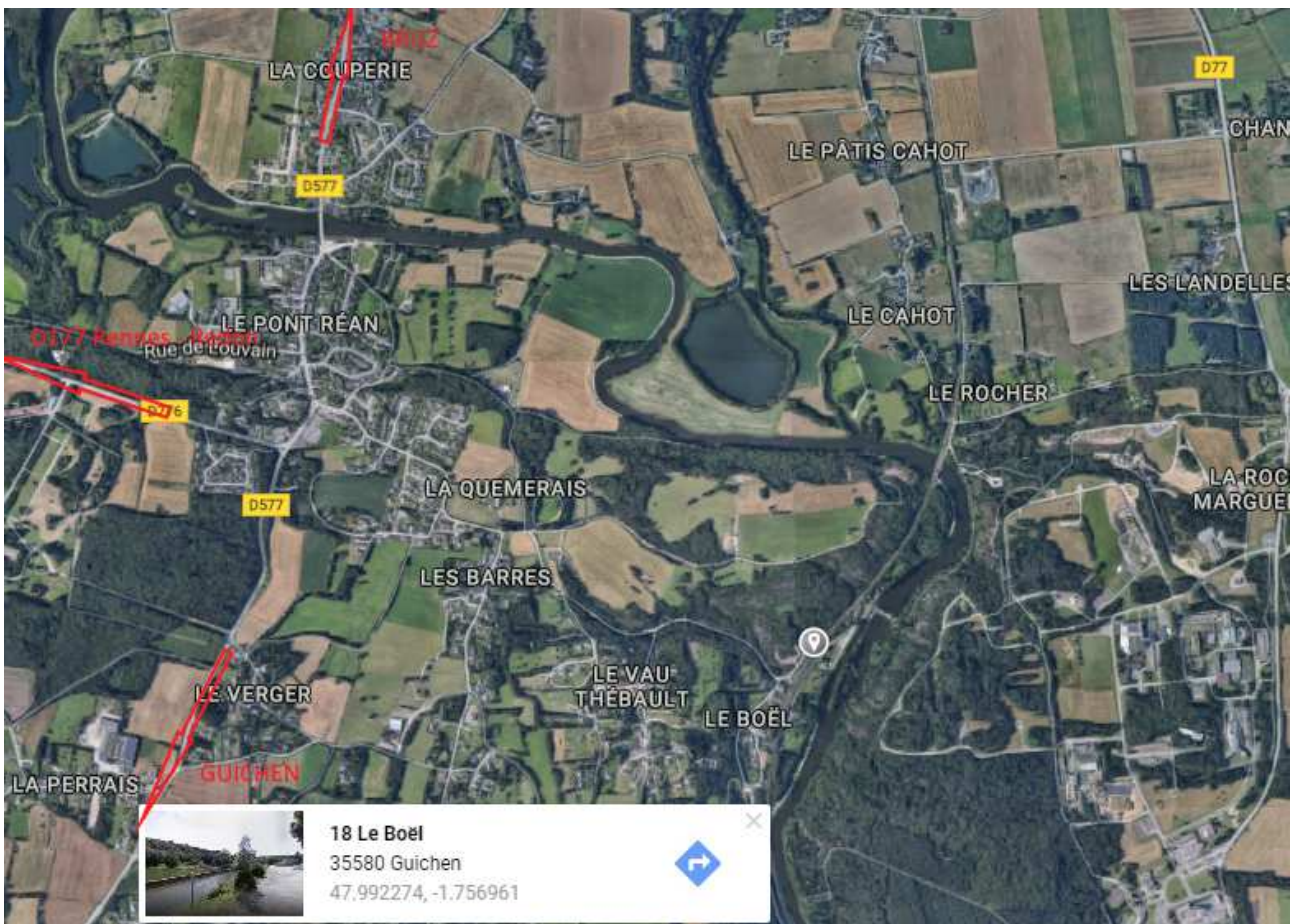 BRUZ
LA COUPERIE
D77
CHAN
LE PÂTIS CAHOT
D577
LES LANDELLES
LE PONT RÉAN
LE CAHOT
D177 Rennes - Redon
Rue de Louvain
LE ROCHER
D276
LA QUEMERAIS
LA ROC
MARGUE
D577
LES BARRES
LE VAU
THÉBAULT
LE VERGER
LE BOËL
GUICHEN
LA PERRAIS
18 Le Boël
35580 Guichen
47.992274, -1.756961